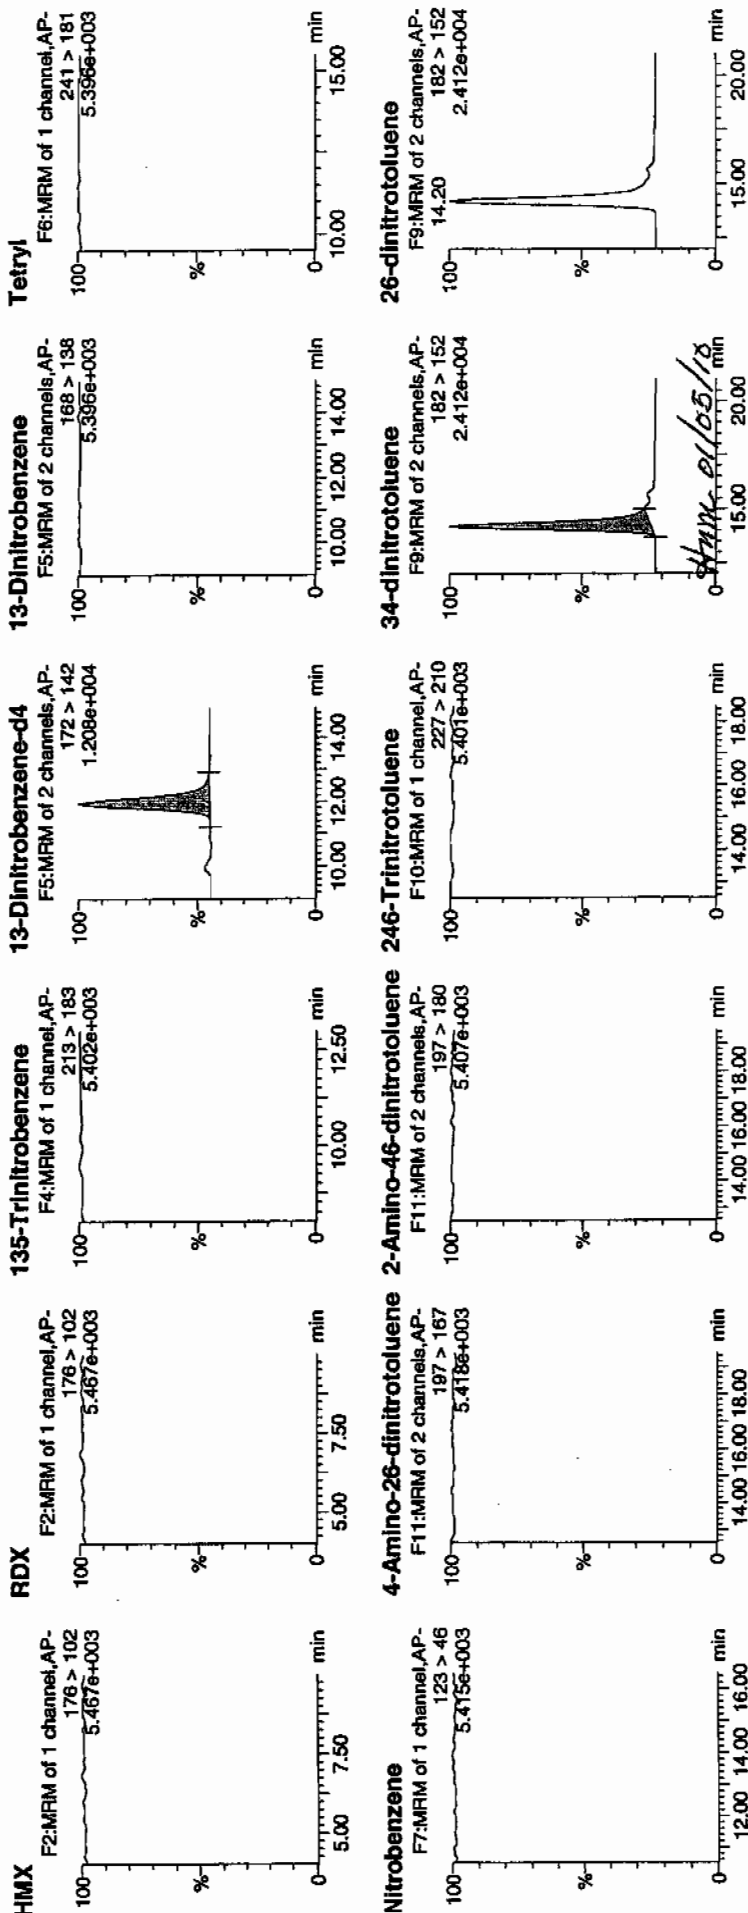 HMX
F2:MRM of 1 channel,AP-
176 > 102
5.467e+003
100
%
0
5.00 7.50 min
RDX
F2:MRM of 1 channel,AP-
176 > 102
5.467e+003
100
%
0
5.00 7.50 min
135-Trinitrobenzene
F4:MRM of 1 channel,AP-
213 > 183
5.402e+003
100
%
0
10.00 12.50 min
13-Dinitrobenzene-d4
F5:MRM of 2 channels,AP-
172 > 142
1.208e+004
100
%
0
10.00 12.00 14.00 min
13-Dinitrobenzene
F5:MRM of 2 channels,AP-
168 > 138
5.396e+003
100
%
0
10.00 12.00 14.00 min
Tetryl
F6:MRM of 1 channel,AP-
241 > 181
5.396e+003
100
%
0
10.00 15.00 min
Nitrobenzene
F7:MRM of 1 channel,AP-
123 > 46
5.415e+003
100
%
0
12.00 14.00 16.00 min
4-Amino-26-dinitrotoluene
F11:MRM of 2 channels,AP-
197 > 167
5.418e+003
100
%
0
14.00 16.00 18.00 min
2-Amino-46-dinitrotoluene
F11:MRM of 2 channels,AP-
197 > 180
5.407e+003
100
%
0
14.00 16.00 18.00 min
246-Trinitrotoluene
F10:MRM of 1 channel,AP-
227 > 210
5.401e+003
100
%
0
14.00 16.00 18.00 min
34-dinitrotoluene
F9:MRM of 2 channels,AP-
182 > 152
2.412e+004
100
%
0
15.00 20.00 min
01/05/10
26-dinitrotoluene
F9:MRM of 2 channels,AP-
14.20 182 > 152
2.412e+004
100
%
0
15.00 20.00 min